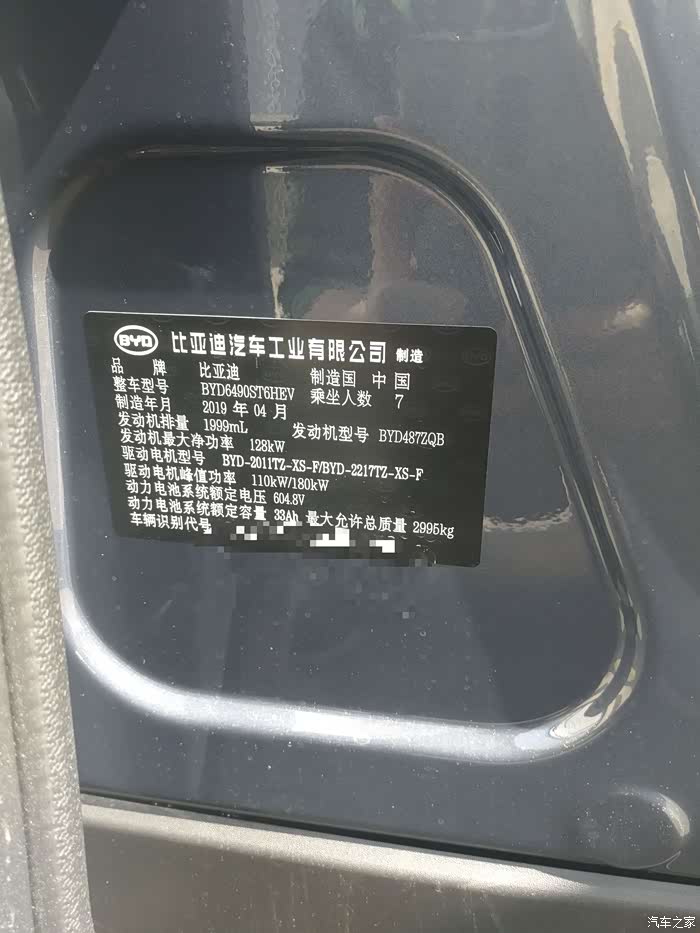 BYD 比亚迪汽车工业有限公司 制造
品牌 比亚迪 制造国 中国
整车型号 BYD6490ST6HEV 乘坐人数 7
制造年月 2019 年 04 月
发动机排量 1999mL 发动机型号 BYD487ZQB
发动机最大净功率 128kW
驱动电机型号 BYD-2011TZ-XS-F/BYD-2217TZ-XS-F
驱动电机峰值功率 110kW/180kW
动力电池系统额定电压 604.8V
动力电池系统额定容量 33Ah 最大允许总质量 2995kg
车辆识别代号
汽车之家